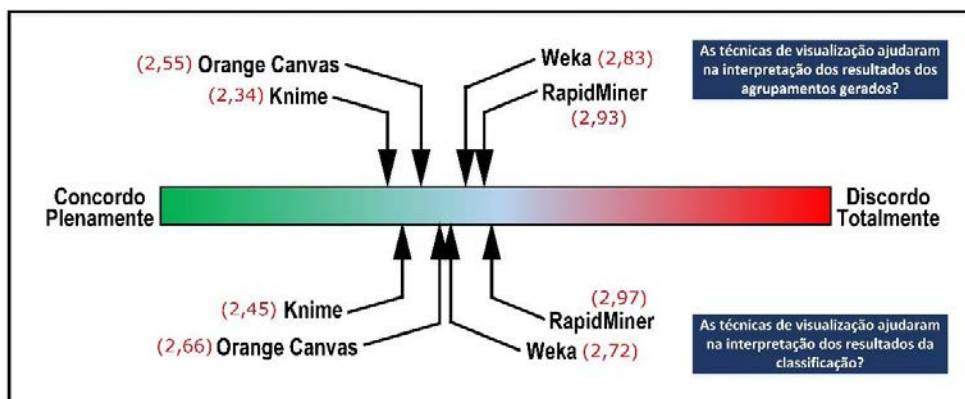 (2,55) Orange Canvas
(2,34) Knime
Weka (2,83)
RapidMiner
(2,93)
As técnicas de visualização ajudaram
na interpretação dos resultados dos
agrupamentos gerados?
Concordo
Plenamente
Discordo
Totalmente
(2,45) Knime
(2,66) Orange Canvas
(2,97)
RapidMiner
Weka (2,72)
As técnicas de visualização ajudaram
na interpretação dos resultados da
classificação?